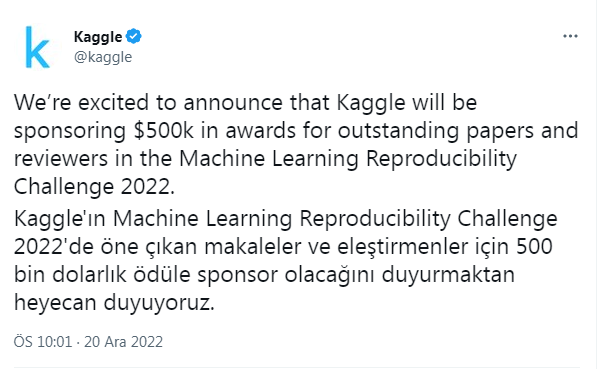 Kaggle
@kaggle
We're excited to announce that Kaggle will be
sponsoring $500k in awards for outstanding papers and
reviewers in the Machine Learning Reproducibility
Challenge 2022.
Kaggle'ın Machine Learning Reproducibility Challenge
2022'de öne çıkan makaleler ve eleştirmenler için 500
bin dolarlık ödüle sponsor olacağını duyurmaktan
heyecan duyuyoruz.
ÖS 10:01 · 20 Ara 2022